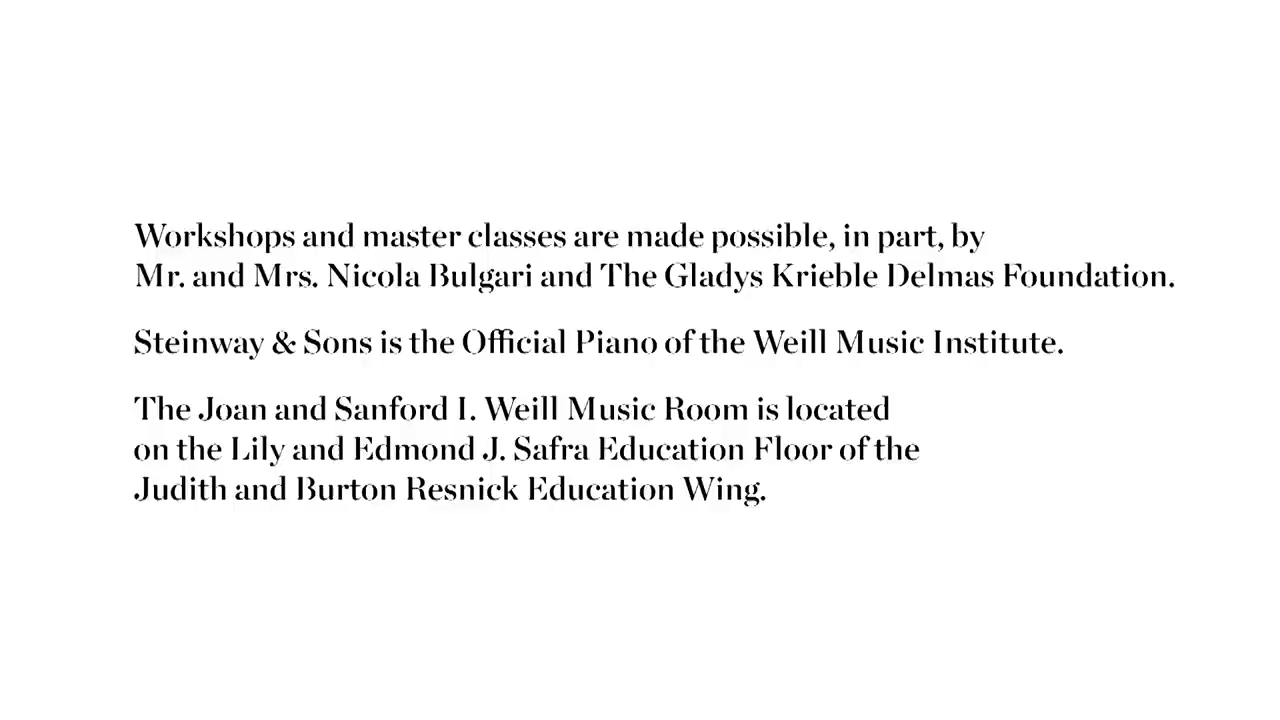 Workshops and master classes are made possible, in part, by
Mr. and Mrs. Nicola Bulgari and The Gladys Krieble Delmas Foundation.
Steinway & Sons is the Official Piano of the Weill Music Institute.
The Joan and Sanford I. Weill Music Room is located
on the Lily and Edmond J. Safra Education Floor of the
Judith and Burton Resnick Education Wing.